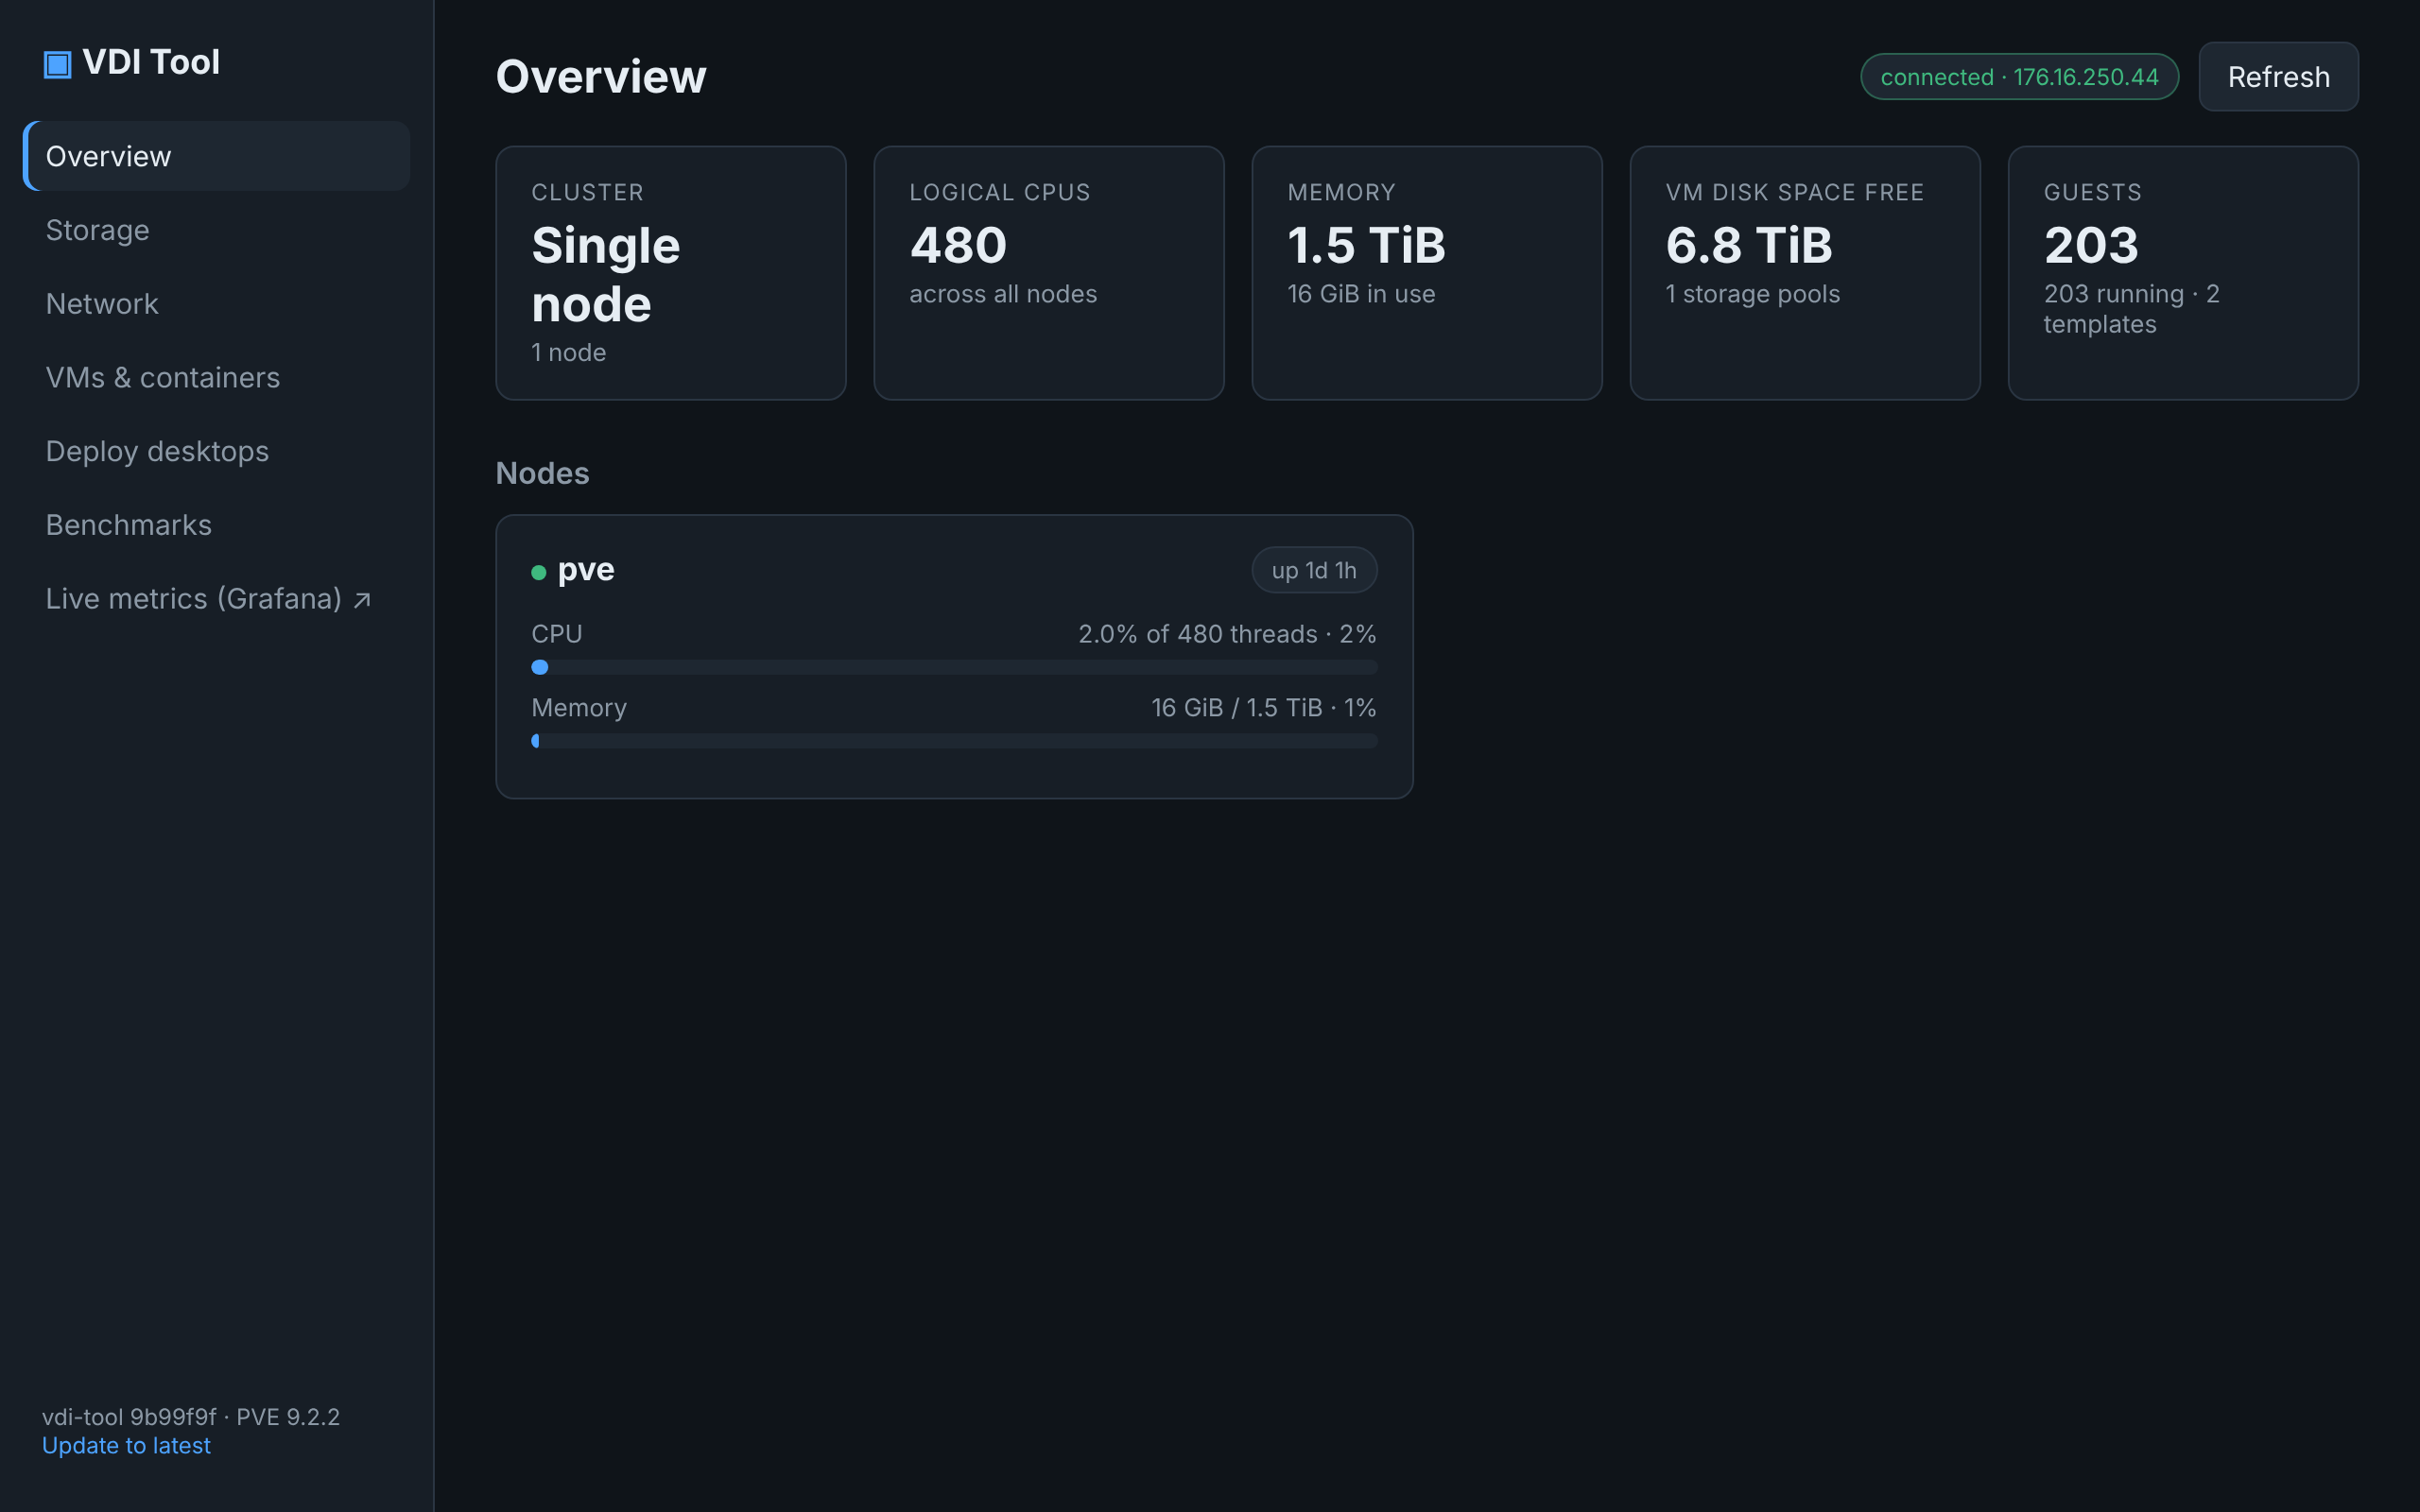 VDI Tool
Overview
Storage
Network
VMs & containers
Deploy desktops
Benchmarks
Live metrics (Grafana) ↗
vdi-tool 9b99f9f · PVE 9.2.2
Update to latest
Overview
connected · 176.16.250.44
Refresh
CLUSTER
Single
node
1 node
LOGICAL CPUS
480
across all nodes
MEMORY
1.5 TiB
16 GiB in use
VM DISK SPACE FREE
6.8 TiB
1 storage pools
GUESTS
203
203 running · 2
templates
Nodes
pve
up 1d 1h
CPU
2.0% of 480 threads · 2%
Memory
16 GiB / 1.5 TiB · 1%